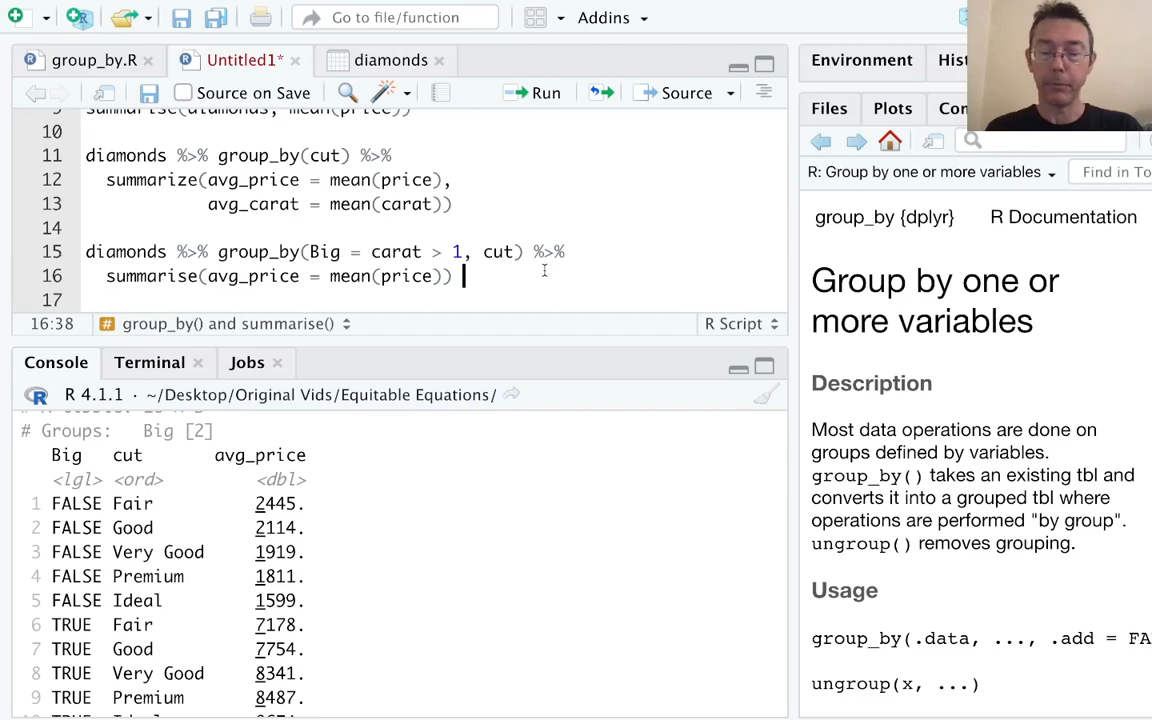 Go to file/function
Addins
group_by.R
Untitled1*
diamonds
Environment
Files
Plots
Source on Save
Run
Source
10
11 diamonds %>% group_by(cut) %>%
12 summarize(avg_price = mean(price),
13 avg_carat = mean(carat))
14
15 diamonds %>% group_by(Big = carat > 1, cut) %>%
16 summarise(avg_price = mean(price))
17
16:38
# group_by() and summarise()
R Script
Console
Terminal
Jobs
R 4.1.1 · ~/Desktop/Original Vids/Equitable Equations/
# Groups: Big [2]
Big cut avg_price
<lgl> <ord> <dbl>
1 FALSE Fair 2445.
2 FALSE Good 2114.
3 FALSE Very Good 1919.
4 FALSE Premium 1811.
5 FALSE Ideal 1599.
6 TRUE Fair 7178.
7 TRUE Good 7754.
8 TRUE Very Good 8341.
9 TRUE Premium 8487.
R: Group by one or more variables
Find in To
group_by {dplyr}
R Documentation
Group by one or
more variables
Description
Most data operations are done on
groups defined by variables.
group_by() takes an existing tbl and
converts it into a grouped tbl where
operations are performed "by group".
ungroup() removes grouping.
Usage
group_by(.data, ..., .add = FA
ungroup(x, ...)